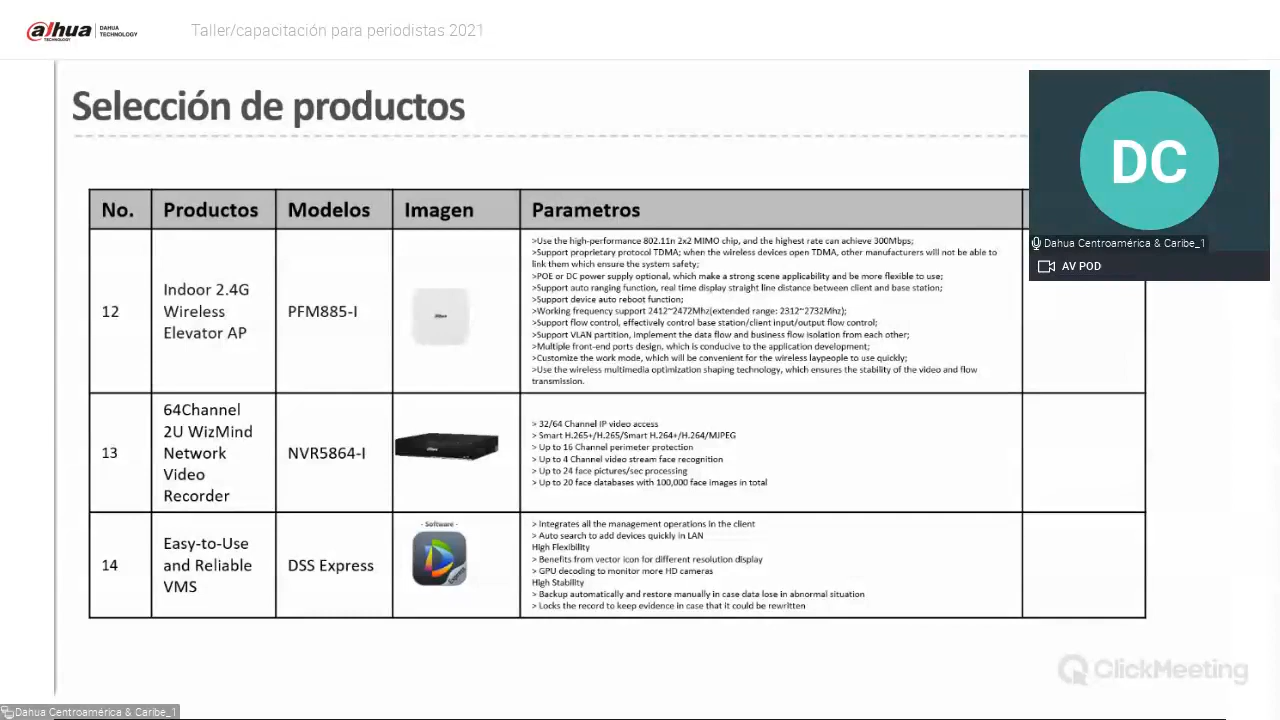 alhua
TECHNOLOGY
DAHUA
TECHNOLOGY
Taller/capacitación para periodistas 2021
Selección de productos
DC
Dahua Centroamérica & Caribe_1
AV POD
No.
Productos
Modelos
Imagen
Parametros
12
Indoor 2.4G
Wireless
Elevator AP
PFM885-I
alhua
>Use the high-performance 802.11n 2x2 MIMO chip, and the highest rate can achieve 300Mbps;
>Support proprietary protocol TDMA; when the wireless devices open TDMA, other manufacturers will not be able to
link them which ensure the system safety;
>POE or DC power supply optional, which make a strong scene applicability and be more flexible to use;
>Support auto ranging function, real time display straight line distance between client and base station;
>Support device auto reboot function;
>Working frequency support 2412~2472Mhz(extended range: 2312~2732Mhz);
>Support flow control, effectively control base station/client input/output flow control;
>Support VLAN partition, implement the data flow and business flow isolation from each other;
>Multiple front-end ports design, which is conducive to the application development;
>Customize the work mode, which will be convenient for the wireless laypeople to use quickly;
>Use the wireless multimedia optimization shaping technology, which ensures the stability of the video and flow
transmission.
13
64Channel
2U WizMind
Network
Video
Recorder
NVR5864-I
alhua
> 32/64 Channel IP video access
> Smart H.265+/H.265/Smart H.264+/H.264/MJPEG
> Up to 16 Channel perimeter protection
> Up to 4 Channel video stream face recognition
> Up to 24 face pictures/sec processing
> Up to 20 face databases with 100,000 face images in total
14
Easy-to-Use
and Reliable
VMS
DSS Express
- Software -
> Integrates all the management operations in the client
> Auto search to add devices quickly in LAN
High Flexibility
> Benefits from vector icon for different resolution display
> GPU decoding to monitor more HD cameras
High Stability
> Backup automatically and restore manually in case data lose in abnormal situation
> Locks the record to keep evidence in case that it could be rewritten
ClickMeeting
Dahua Centroamérica & Caribe_1